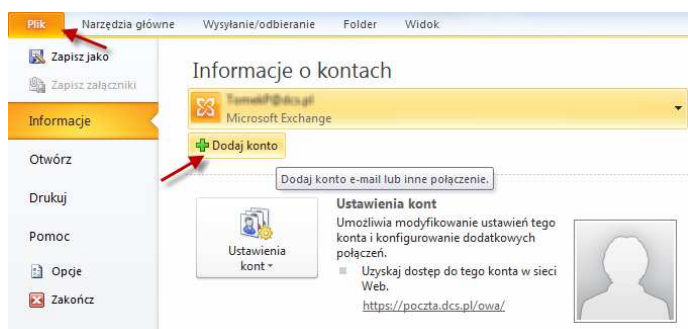 Plik Narzędzia główne Wysyłanie/odbieranie Folder Widok
Zapisz jako
Zapisz załączniki
Informacje
Otwórz
Drukuj
Pomoc
Opcje
Zakończ
Informacje o kontach
Microsoft Exchange
Dodaj konto
Dodaj konto e-mail lub inne połączenie.
Ustawienia
kont
Ustawienia kont
Umożliwia modyfikowanie ustawień tego
konta i konfigurowanie dodatkowych
połączeń.
Uzyskaj dostęp do tego konta w sieci
Web.
https://poczta.dcs.pl/owa/